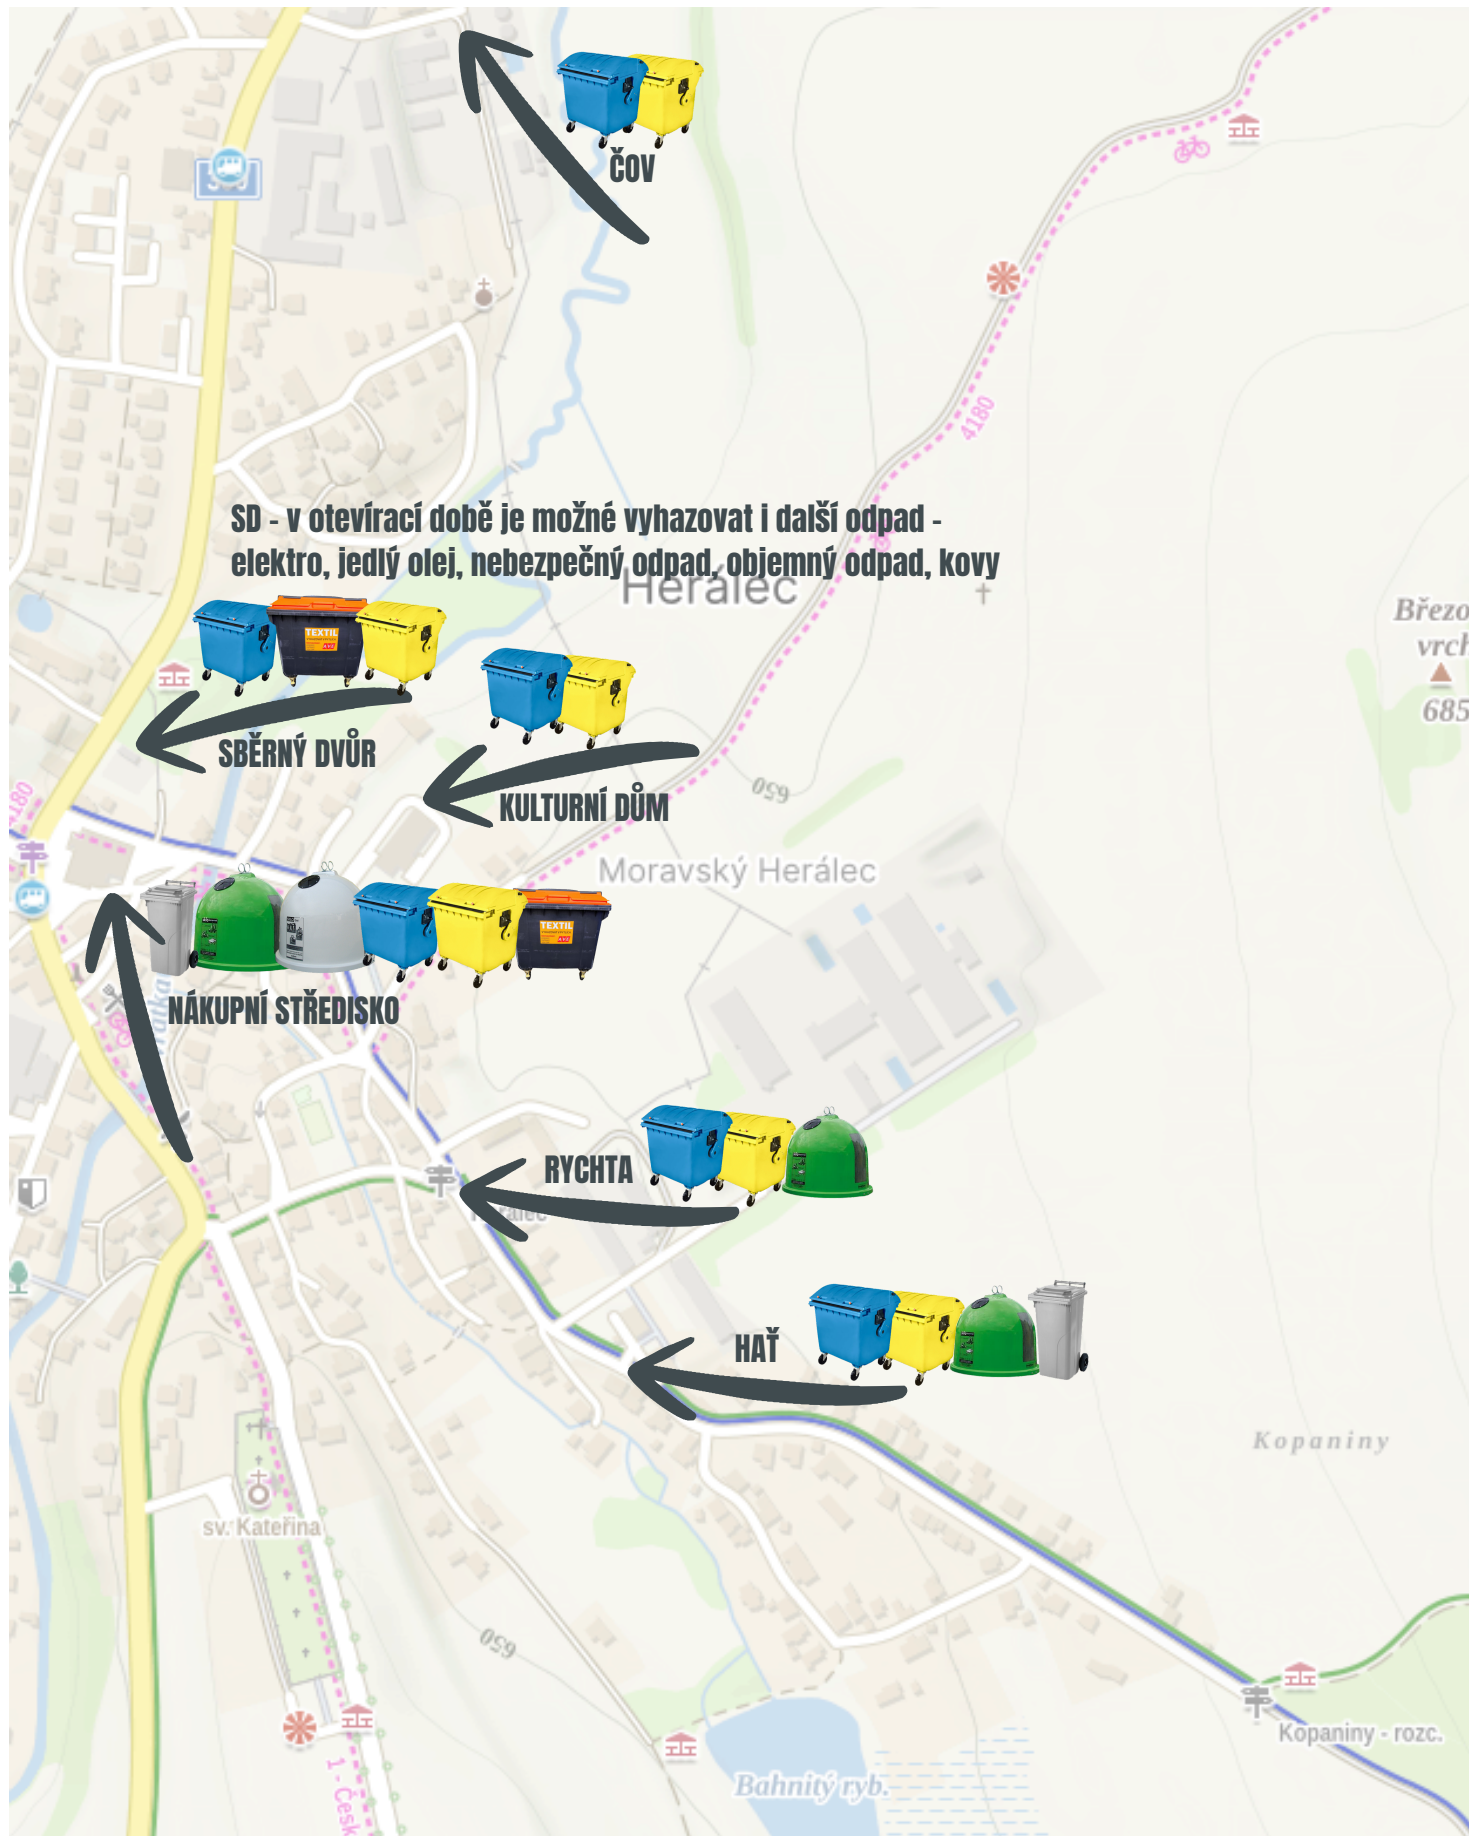 ČOV
4180
SD - v otevírací době je možné vyhazovat i další odpad -
elektro, jedlý olej, nebezpečný odpad, objemný odpad, kovy
Herálec
Březo
vrch
685
TEXTIL
SBĚRNÝ DVŮR
KULTURNÍ DŮM
650
Moravský Herálec
TEXTIL
NÁKUPNÍ STŘEDISKO
RYCHTA
HAŤ
Kopaniny
sv. Kateřina
650
Kopaniny - rozc.
Bahnitý ryb.
1 - Česk